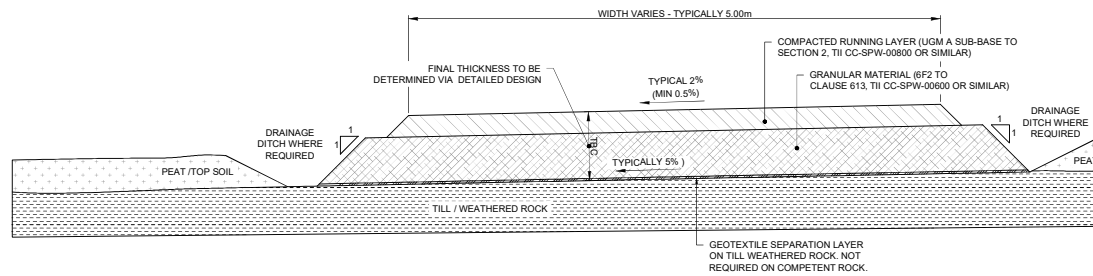 WIDTH VARIES - TYPICALLY 5.00m
COMPACTED RUNNING LAYER (UGM A SUB-BASE TO
SECTION 2, TII CC-SPW-00800 OR SIMILAR)
FINAL THICKNESS TO BE
DETERMINED VIA DETAILED DESIGN
TYPICAL 2%
(MIN 0.5%)
GRANULAR MATERIAL (6F2 TO
CLAUSE 613, TII CC-SPW-00600 OR SIMILAR)
DRAINAGE
DITCH WHERE
REQUIRED
1
1
DRAINAGE
DITCH WHERE
REQUIRED
1
1
TBC
TYPICALLY 5% )
PEAT /TOP SOIL
PEA
TILL / WEATHERED ROCK
GEOTEXTILE SEPARATION LAYER
ON TILL WEATHERED ROCK. NOT
REQUIRED ON COMPETENT ROCK.